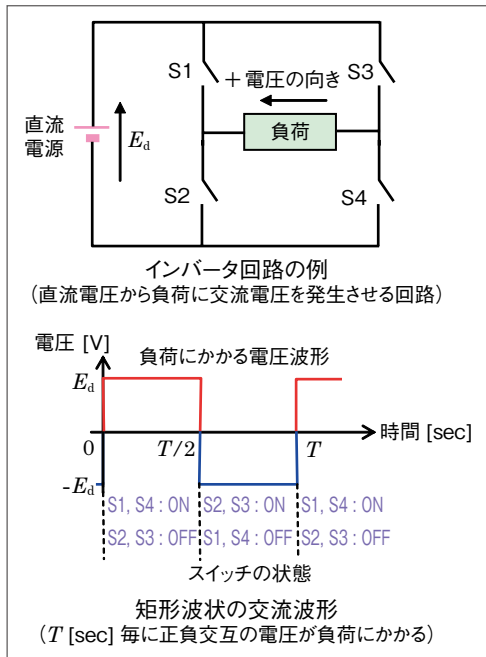 S1
S3
+電圧の向き
直流
電源
E_d
負荷
S2
S4
インバータ回路の例
(直流電圧から負荷に交流電圧を発生させる回路)
電圧 [V]
負荷にかかる電圧波形
E_d
時間 [sec]
0
T/2
T
-E_d
S1, S4 : ON
S2, S3 : ON
S1, S4 : ON
S2, S3 : OFF
S1, S4 : OFF
S2, S3 : OFF
スイッチの状態
矩形波状の交流波形
(T [sec] 毎に正負交互の電圧が負荷にかかる)